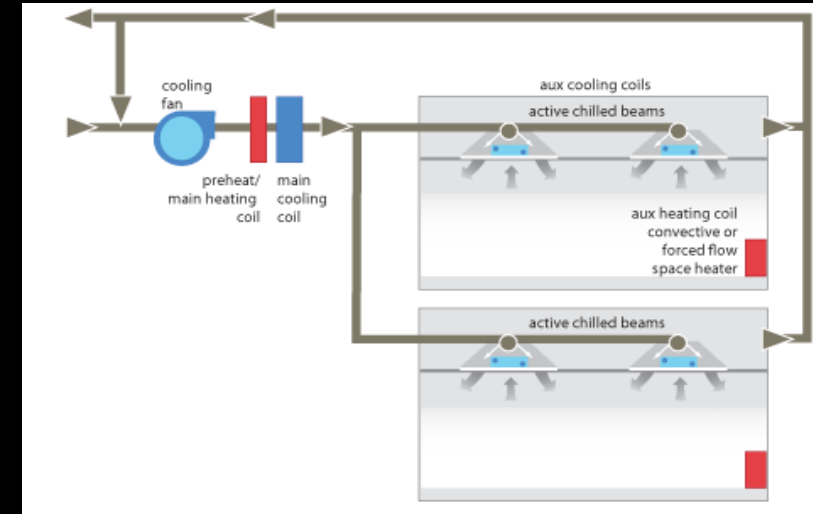 cooling
fan
aux cooling coils
active chilled beams
preheat/
main heating
coil
main
cooling
coil
aux heating coil
convective or
forced flow
space heater
active chilled beams